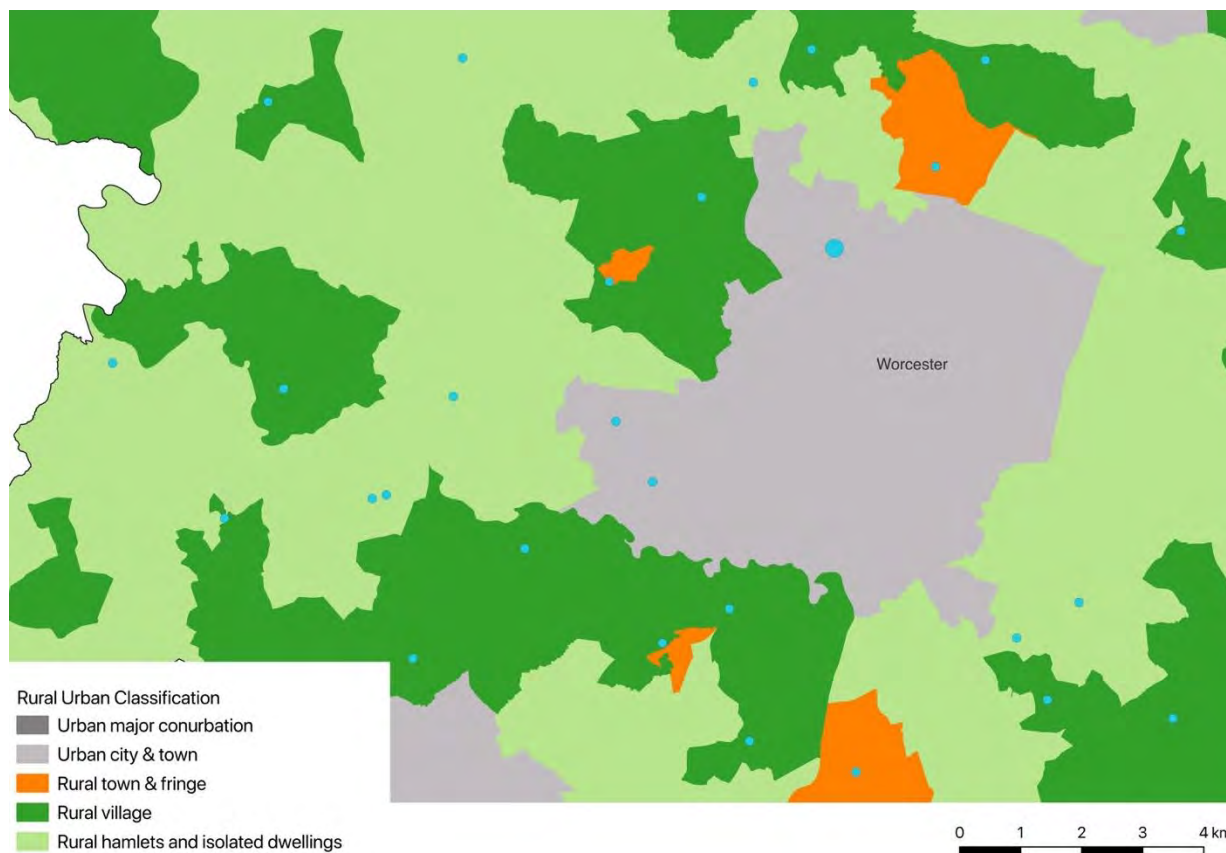 Worcester
Rural Urban Classification
Urban major conurbation
Urban city & town
Rural town & fringe
Rural village
Rural hamlets and isolated dwellings
0 1 2 3 4 km